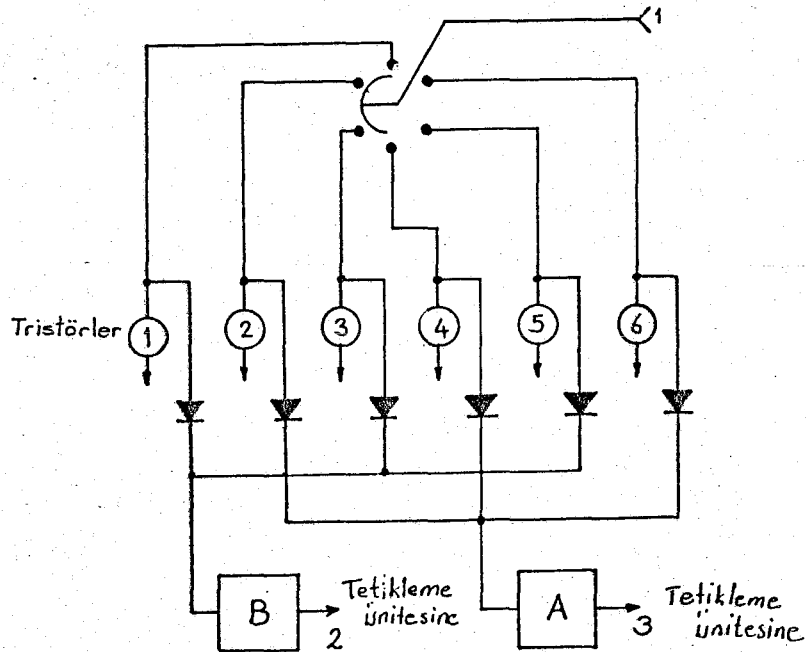 1
Tristörler 1 2 3 4 5 6
B
2
Tetikleme
ünitesine
A
3
Tetikleme
ünitesine